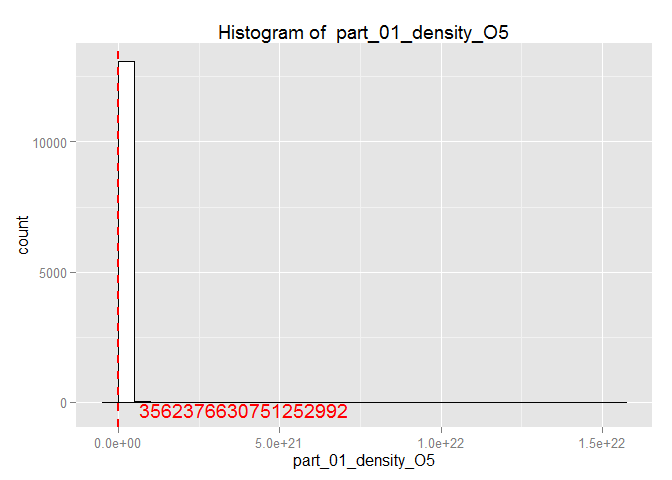 Histogram of  part_01_density_O5
count
10000
5000
0
3562376630751252992
0.0e+00 5.0e+21 1.0e+22 1.5e+22
part_01_density_O5